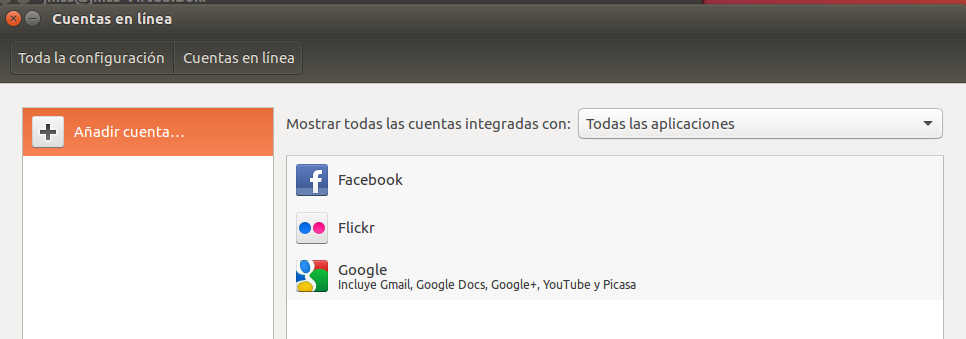 Cuentas en línea
Toda la configuración Cuentas en línea
Añadir cuenta...
Mostrar todas las cuentas integradas con: Todas las aplicaciones
Facebook
Flickr
Google
Incluye Gmail, Google Docs, Google+, YouTube y Picasa